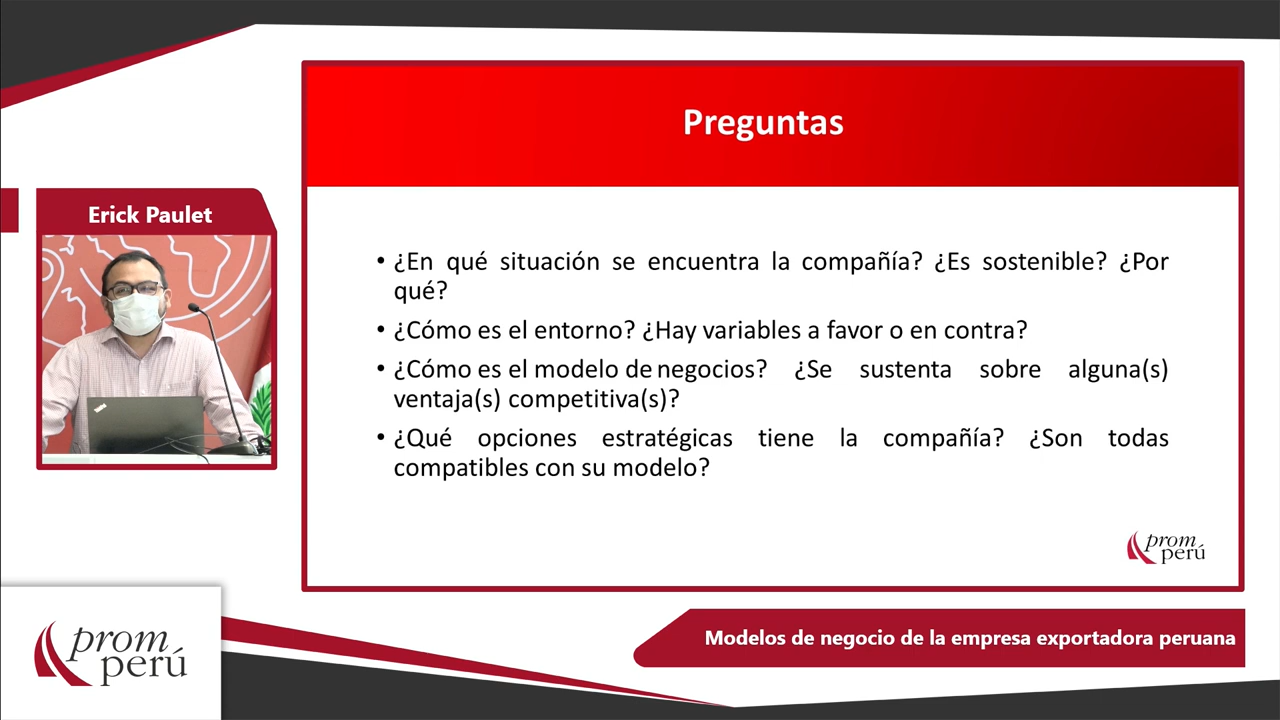 Preguntas
Erick Paulet
• ¿En qué situación se encuentra la compañía? ¿Es sostenible? ¿Por
qué?
• ¿Cómo es el entorno? ¿Hay variables a favor o en contra?
• ¿Cómo es el modelo de negocios? ¿Se sustenta sobre alguna(s)
ventaja(s) competitiva(s)?
• ¿Qué opciones estratégicas tiene la compañía? ¿Son todas
compatibles con su modelo?
prom
perú
prom
perú
Modelos de negocio de la empresa exportadora peruana